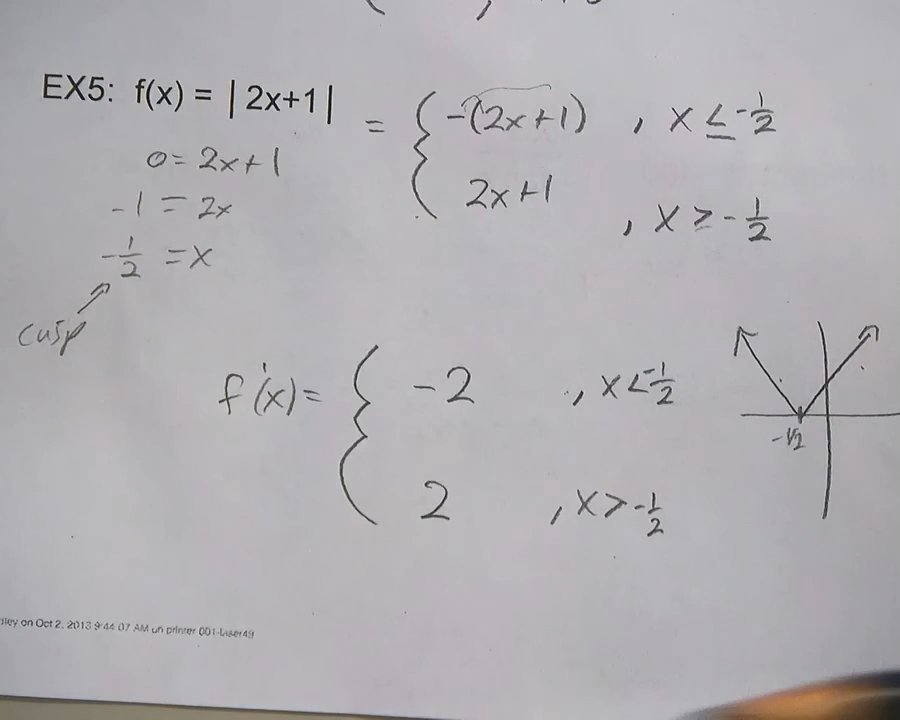 EX5: f(x) = | 2x+1 |
= { -(2x+1) , x ≤ -1/2
2x+1 , x ≥ -1/2
0 = 2x+1
-1 = 2x
-1/2 = x
cusp
f'(x) = { -2 , x < -1/2
2 , x > -1/2
-1/2
on Oct 2, 2013 9:44:07 AM on printer 001-laser49